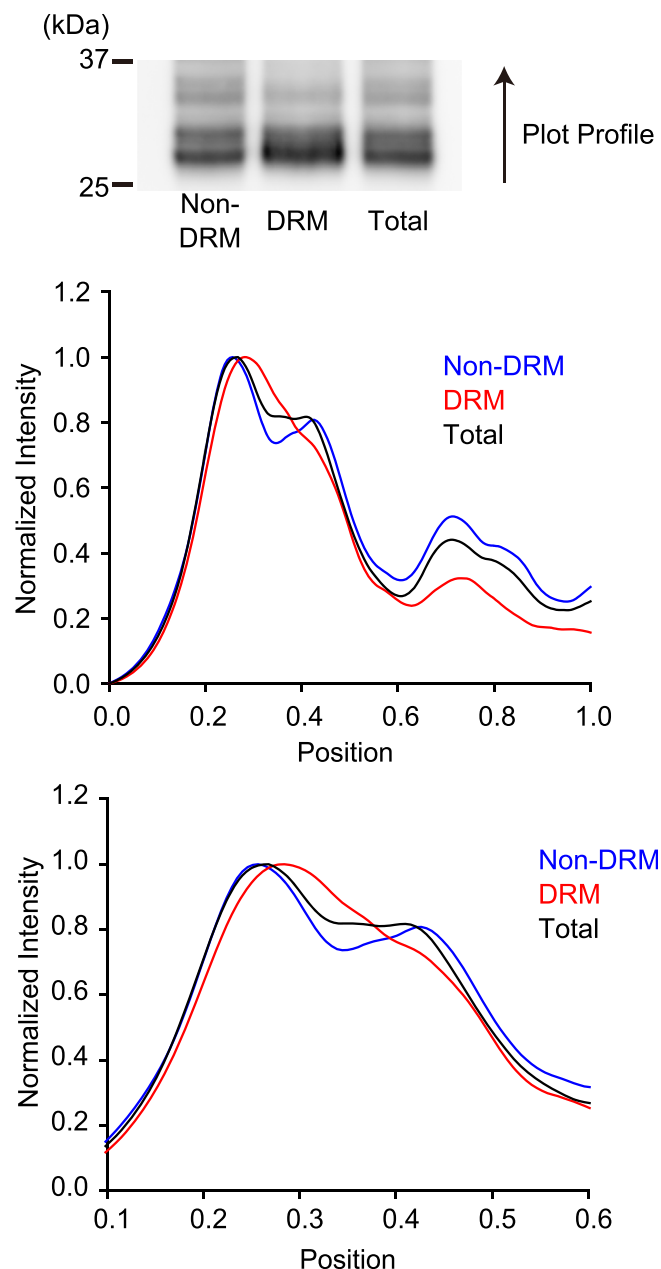 (kDa)
37
25
Plot Profile
Non-
DRM
DRM
Total
1.2
1.0
0.8
0.6
0.4
0.2
0.0
Normalized Intensity
Non-DRM
DRM
Total
0.0
0.2
0.4
0.6
0.8
1.0
Position
1.2
1.0
0.8
0.6
0.4
0.2
0.0
Normalized Intensity
Non-DRM
DRM
Total
0.1
0.2
0.3
0.4
0.5
0.6
Position